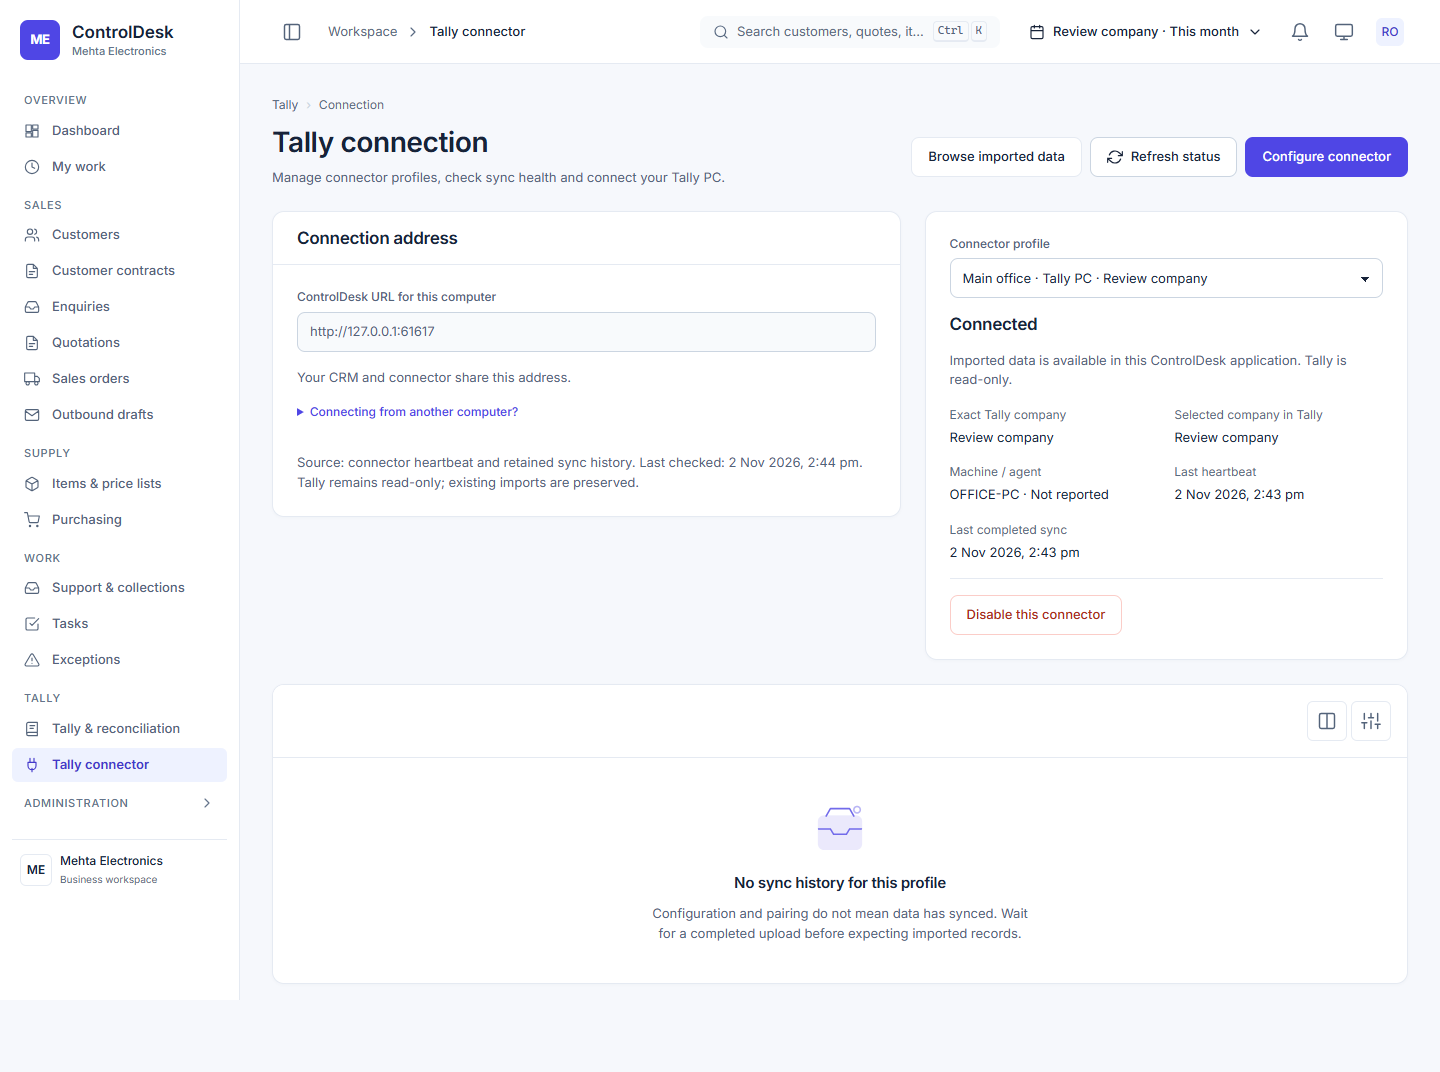 ME
ControlDesk
Mehta Electronics
OVERVIEW
Dashboard
My work
SALES
Customers
Customer contracts
Enquiries
Quotations
Sales orders
Outbound drafts
SUPPLY
Items & price lists
Purchasing
WORK
Support & collections
Tasks
Exceptions
TALLY
Tally & reconciliation
Tally connector
ADMINISTRATION
ME
Mehta Electronics
Business workspace
Workspace
Tally connector
Search customers, quotes, it...
Ctrl
K
Review company · This month
RO
Tally › Connection
Tally connection
Manage connector profiles, check sync health and connect your Tally PC.
Browse imported data
Refresh status
Configure connector
Connection address
ControlDesk URL for this computer
http://127.0.0.1:61617
Your CRM and connector share this address.
Connecting from another computer?
Source: connector heartbeat and retained sync history. Last checked: 2 Nov 2026, 2:44 pm.
Tally remains read-only; existing imports are preserved.
Connector profile
Main office · Tally PC · Review company
Connected
Imported data is available in this ControlDesk application. Tally is
read-only.
Exact Tally company
Review company
Selected company in Tally
Review company
Machine / agent
OFFICE-PC · Not reported
Last heartbeat
2 Nov 2026, 2:43 pm
Last completed sync
2 Nov 2026, 2:43 pm
Disable this connector
No sync history for this profile
Configuration and pairing do not mean data has synced. Wait
for a completed upload before expecting imported records.